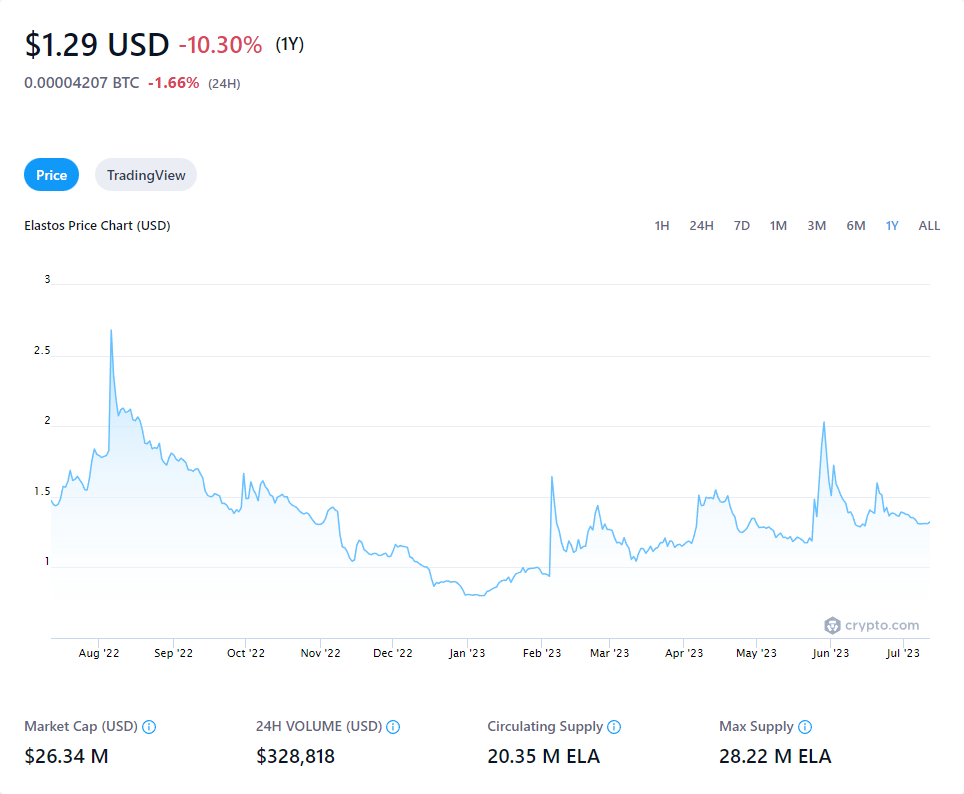 $1.29 USD -10.30% (1Y)
0.00004207 BTC -1.66% (24H)
Price TradingView
Elastos Price Chart (USD) 1H 24H 7D 1M 3M 6M 1Y ALL
3
2.5
2
1.5
1
crypto.com
Aug '22 Sep '22 Oct '22 Nov '22 Dec '22 Jan '23 Feb '23 Mar '23 Apr '23 May '23 Jun '23 Jul '23
Market Cap (USD) 24H VOLUME (USD) Circulating Supply Max Supply
$26.34 M $328,818 20.35 M ELA 28.22 M ELA